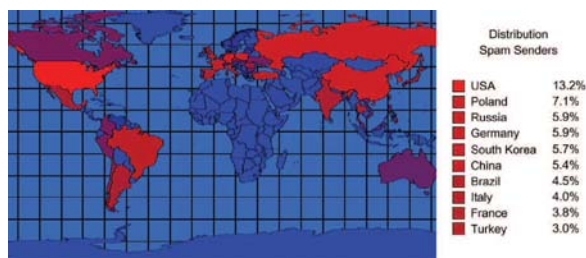 Distribution
Spam Senders
USA 13.2%
Poland 7.1%
Russia 5.9%
Germany 5.9%
South Korea 5.7%
China 5.4%
Brazil 4.5%
Italy 4.0%
France 3.8%
Turkey 3.0%